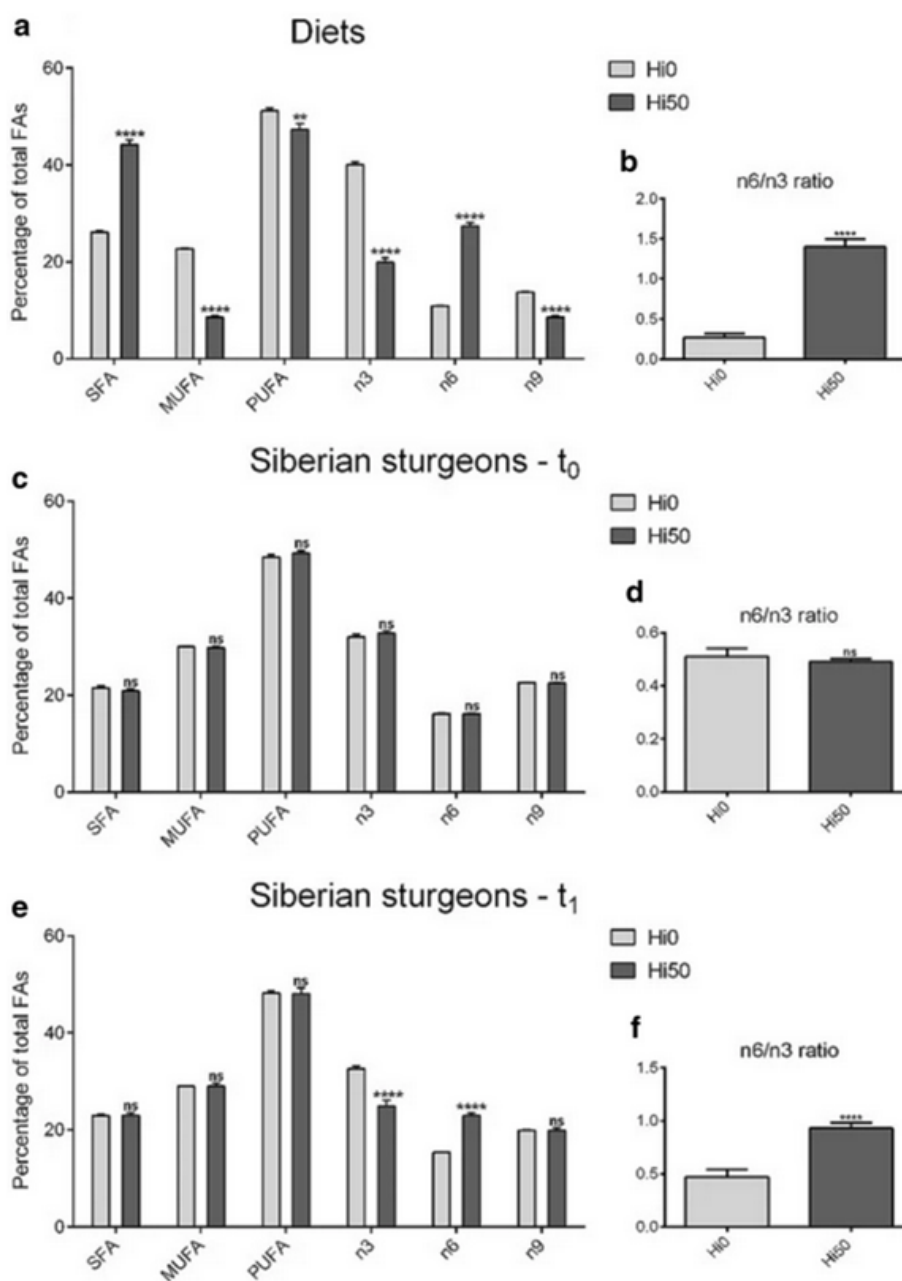 a
Diets
Hi0
Hi50
Percentage of total FAs
60
40
20
0
****
****
**
****
****
****
SFA
MUFA
PUFA
n3
n6
n9
b
n6/n3 ratio
2.0
1.5
1.0
0.5
0.0
****
Hi0
Hi50
c
Siberian sturgeons - t0
Hi0
Hi50
Percentage of total FAs
60
40
20
0
ns
ns
ns
ns
ns
ns
SFA
MUFA
PUFA
n3
n6
n9
d
n6/n3 ratio
0.6
0.4
0.2
0.0
ns
Hi0
Hi50
e
Siberian sturgeons - t1
Hi0
Hi50
Percentage of total FAs
60
40
20
0
ns
ns
ns
****
****
ns
SFA
MUFA
PUFA
n3
n6
n9
f
n6/n3 ratio
1.5
1.0
0.5
0.0
****
Hi0
Hi50